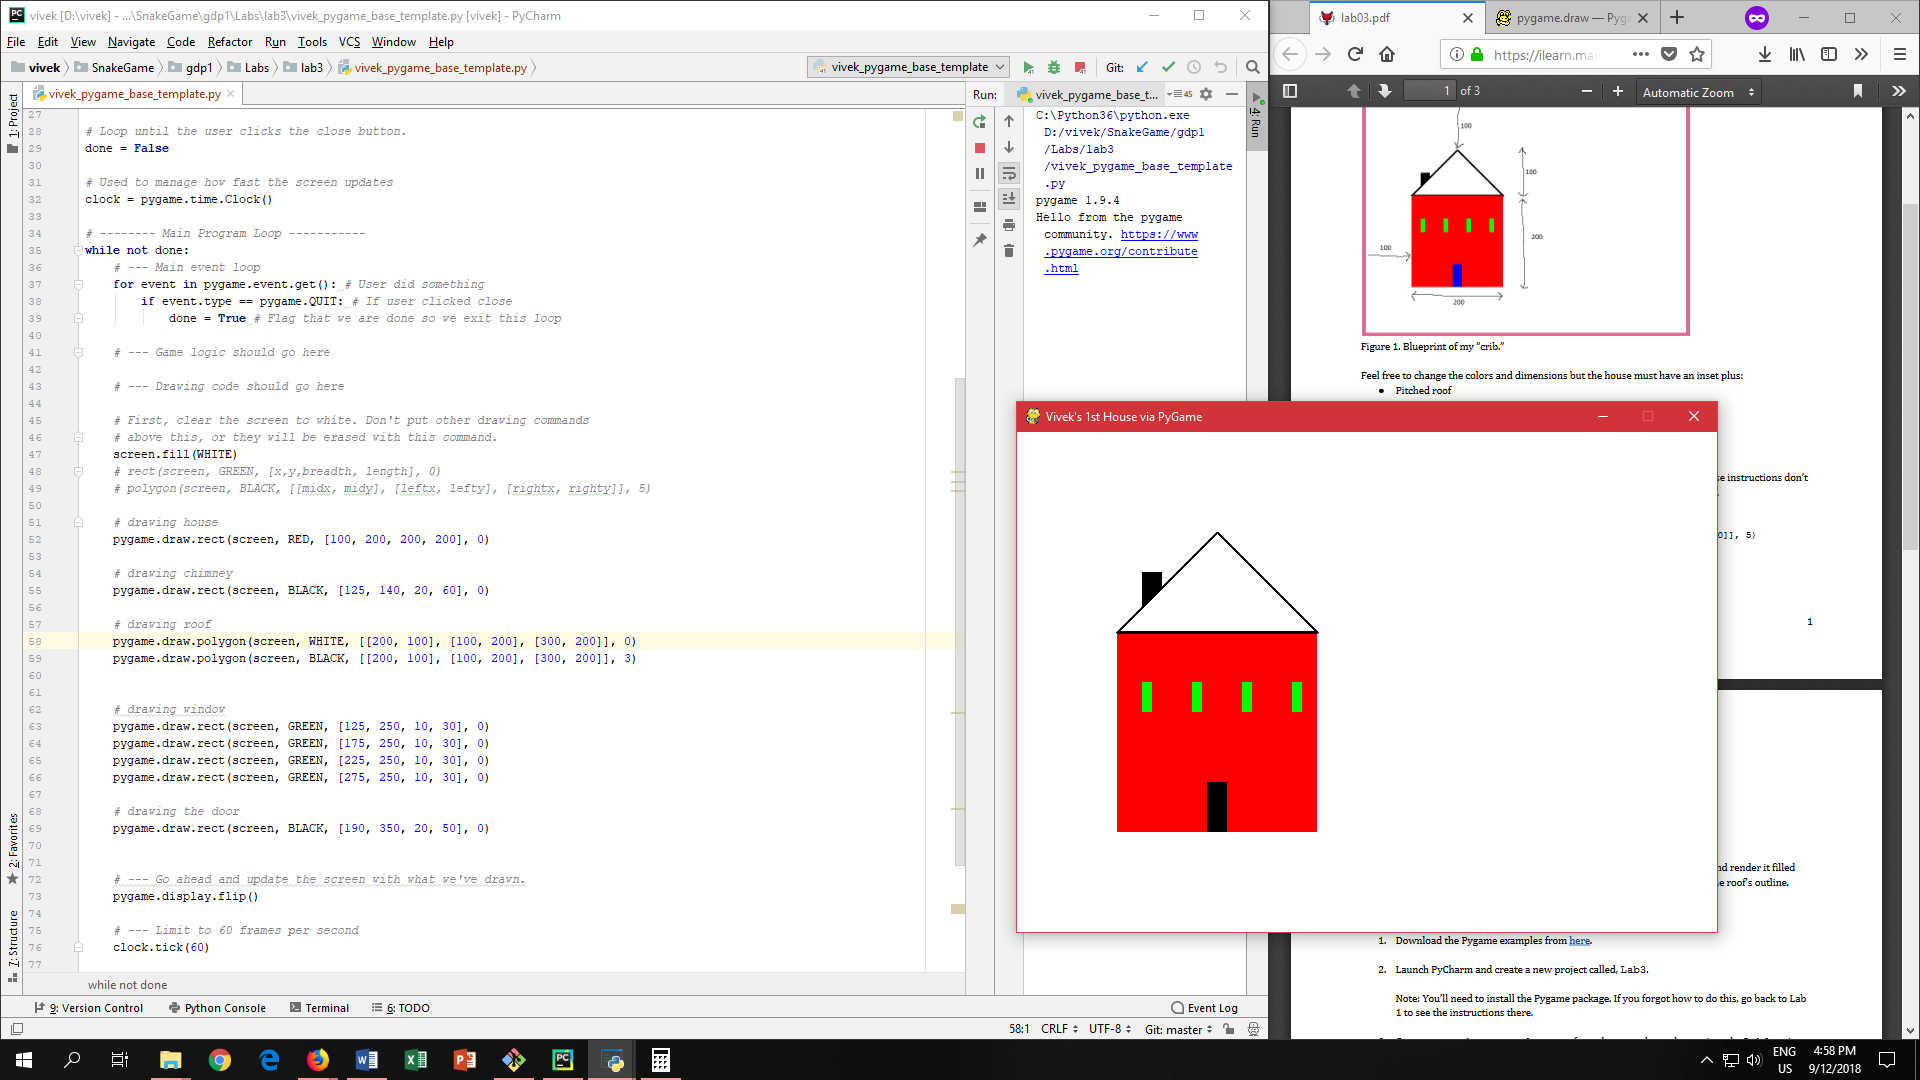 vivek [D:\vivek] - ...\SnakeGame\gdp1\Labs\lab3\vivek_pygame_base_template.py [vivek] - PyCharm
File Edit View Navigate Code Refactor Run Tools VCS Window Help
vivek SnakeGame gdp1 Labs lab3 vivek_pygame_base_template.py
vivek_pygame_base_template Git:
1: Project
vivek_pygame_base_template.py
27
28 # Loop until the user clicks the close button.
29 done = False
30
31 # Used to manage how fast the screen updates
32 clock = pygame.time.Clock()
33
34 # -------- Main Program Loop -----------
35 while not done:
36 # --- Main event loop
37 for event in pygame.event.get(): # User did something
38 if event.type == pygame.QUIT: # If user clicked close
39 done = True # Flag that we are done so we exit this loop
40
41 # --- Game logic should go here
42
43 # --- Drawing code should go here
44
45 # First, clear the screen to white. Don't put other drawing commands
46 # above this, or they will be erased with this command.
47 screen.fill(WHITE)
48 # rect(screen, GREEN, [x,y,breadth, length], 0)
49 # polygon(screen, BLACK, [[midx, midy], [leftx, lefty], [rightx, righty]], 5)
50
51 # drawing house
52 pygame.draw.rect(screen, RED, [100, 200, 200, 200], 0)
53
54 # drawing chimney
55 pygame.draw.rect(screen, BLACK, [125, 140, 20, 60], 0)
56
57 # drawing roof
58 pygame.draw.polygon(screen, WHITE, [[200, 100], [100, 200], [300, 200]], 0)
59 pygame.draw.polygon(screen, BLACK, [[200, 100], [100, 200], [300, 200]], 3)
60
61
62 # drawing window
63 pygame.draw.rect(screen, GREEN, [125, 250, 10, 30], 0)
64 pygame.draw.rect(screen, GREEN, [175, 250, 10, 30], 0)
65 pygame.draw.rect(screen, GREEN, [225, 250, 10, 30], 0)
66 pygame.draw.rect(screen, GREEN, [275, 250, 10, 30], 0)
67
68 # drawing the door
69 pygame.draw.rect(screen, BLACK, [190, 350, 20, 50], 0)
70
71
72 # --- Go ahead and update the screen with what we've drawn.
73 pygame.display.flip()
74
75 # --- Limit to 60 frames per second
76 clock.tick(60)
77
while not done
2: Favorites
7: Structure
Run: vivek_pygame_base_t... 45
4: Run
C:\Python36\python.exe
D:/vivek/SnakeGame/gdp1
/Labs/lab3
/vivek_pygame_base_template
.py
pygame 1.9.4
Hello from the pygame
community. https://www
.pygame.org/contribute
.html
9: Version Control Python Console Terminal 6: TODO Event Log
58:1 CRLF UTF-8 Git: master
lab03.pdf pygame.draw — Pyg
https://ilearn.ma
1 of 3 Automatic Zoom
100
100
200
100
200
Figure 1. Blueprint of my “crib.”
Feel free to change the colors and dimensions but the house must have an inset plus:
• Pitched roof
Vivek's 1st House via PyGame
se instructions don’t
0]], 5)
1
nd render it filled
e roof’s outline.
1. Download the Pygame examples from here.
2. Launch PyCharm and create a new project called, Lab3.
Note: You’ll need to install the Pygame package. If you forgot how to do this, go back to Lab
1 to see the instructions there.
ENG
US
4:58 PM
9/12/2018